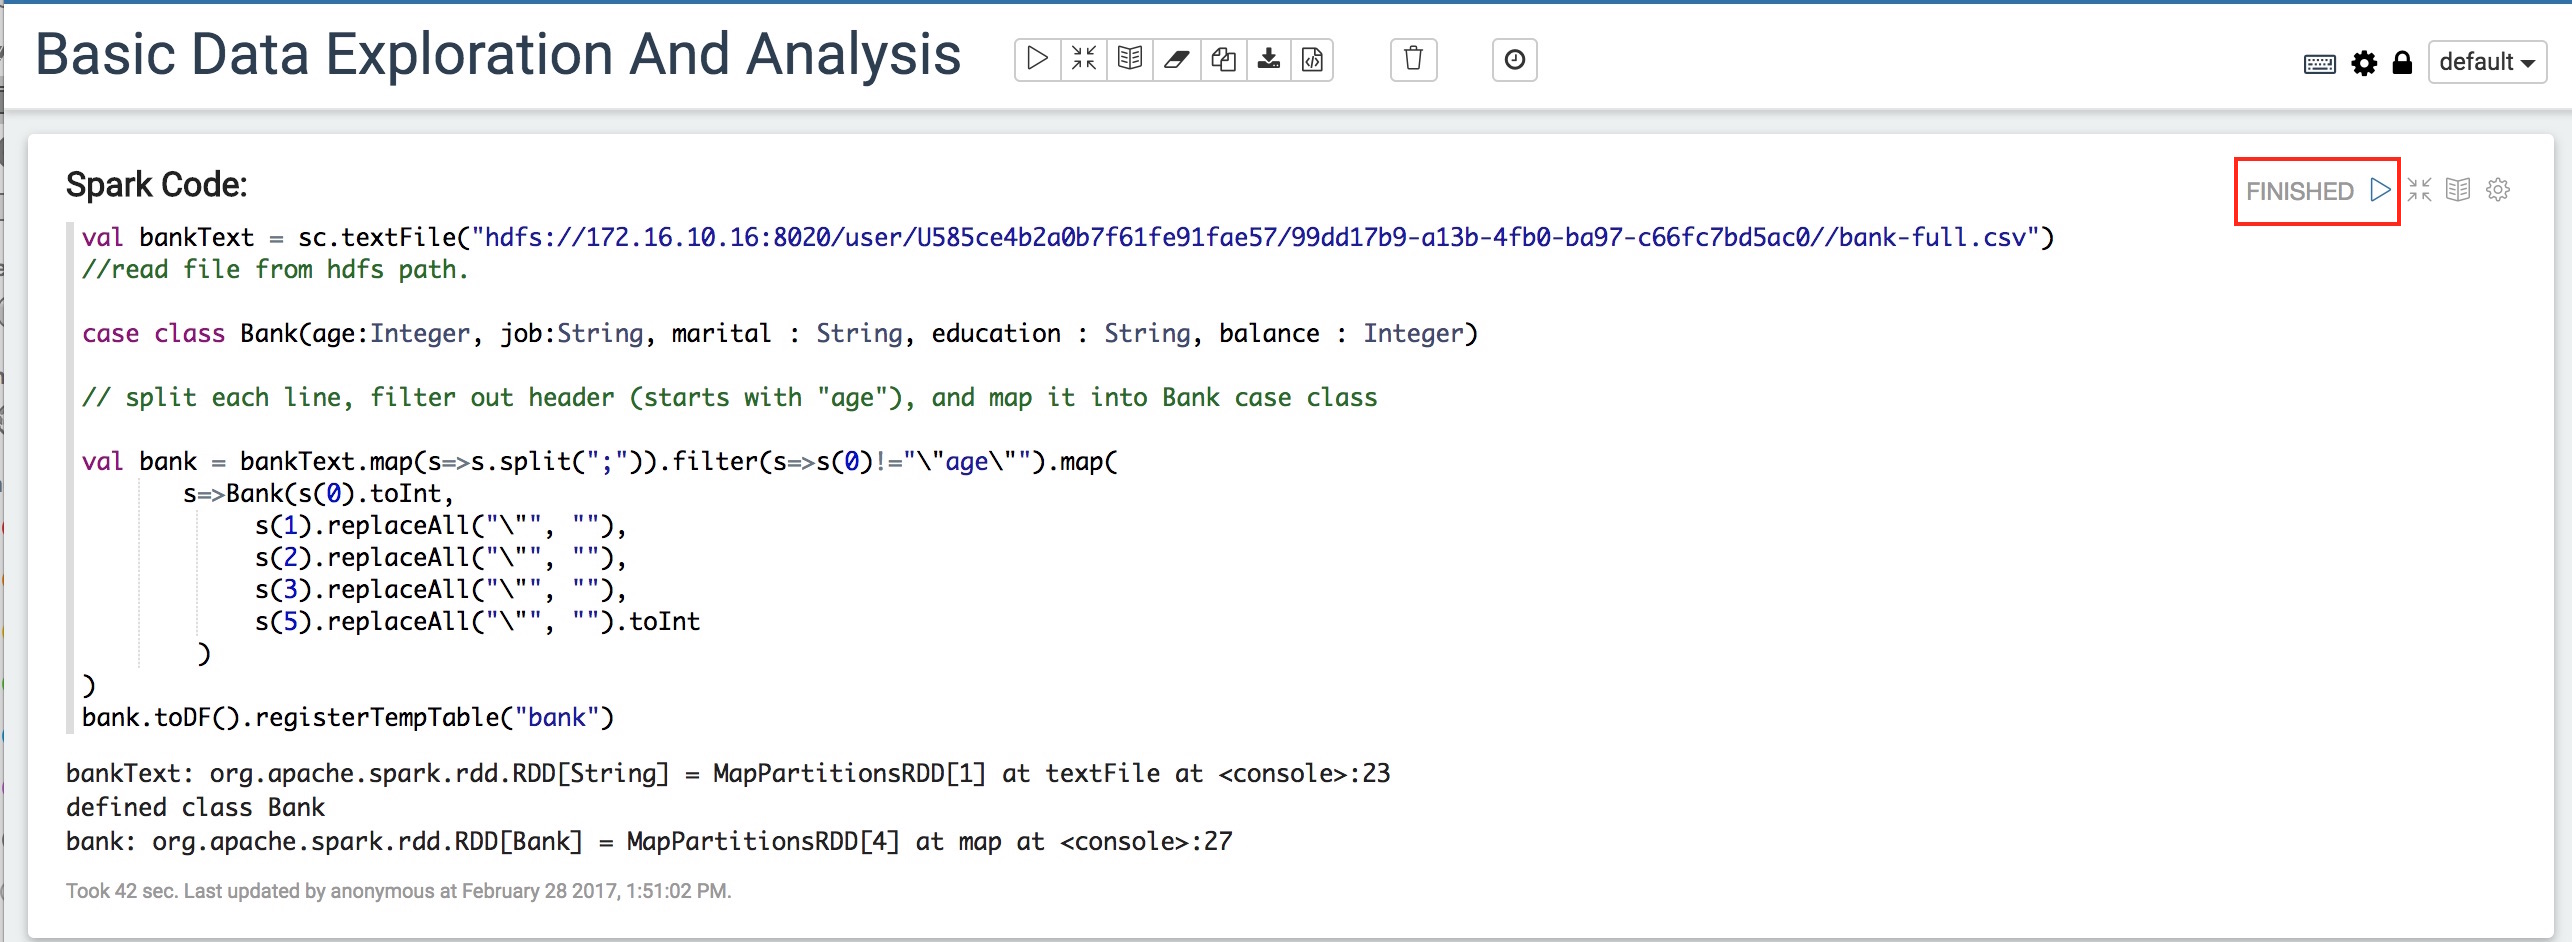 Basic Data Exploration And Analysis
default
Spark Code:
FINISHED
val bankText = sc.textFile("hdfs://172.16.10.16:8020/user/U585ce4b2a0b7f61fe91fae57/99dd17b9-a13b-4fb0-ba97-c66fc7bd5ac0//bank-full.csv")
//read file from hdfs path.
case class Bank(age:Integer, job:String, marital : String, education : String, balance : Integer)
// split each line, filter out header (starts with "age"), and map it into Bank case class
val bank = bankText.map(s=>s.split(";")).filter(s=>s(0)!="\"age\"").map(
s=>Bank(s(0).toInt,
s(1).replaceAll("\"", ""),
s(2).replaceAll("\"", ""),
s(3).replaceAll("\"", ""),
s(5).replaceAll("\"", "").toInt
)
)
bank.toDF().registerTempTable("bank")
bankText: org.apache.spark.rdd.RDD[String] = MapPartitionsRDD[1] at textFile at <console>:23
defined class Bank
bank: org.apache.spark.rdd.RDD[Bank] = MapPartitionsRDD[4] at map at <console>:27
Took 42 sec. Last updated by anonymous at February 28 2017, 1:51:02 PM.